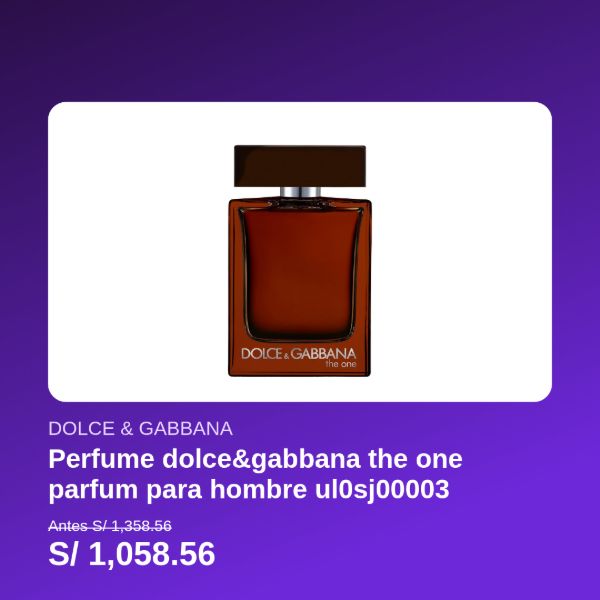 DOLCE & GABBANA
the one
DOLCE & GABBANA
Perfume dolce&gabbana the one
parfum para hombre ul0sj00003
Antes S/ 1,358.56
S/ 1,058.56